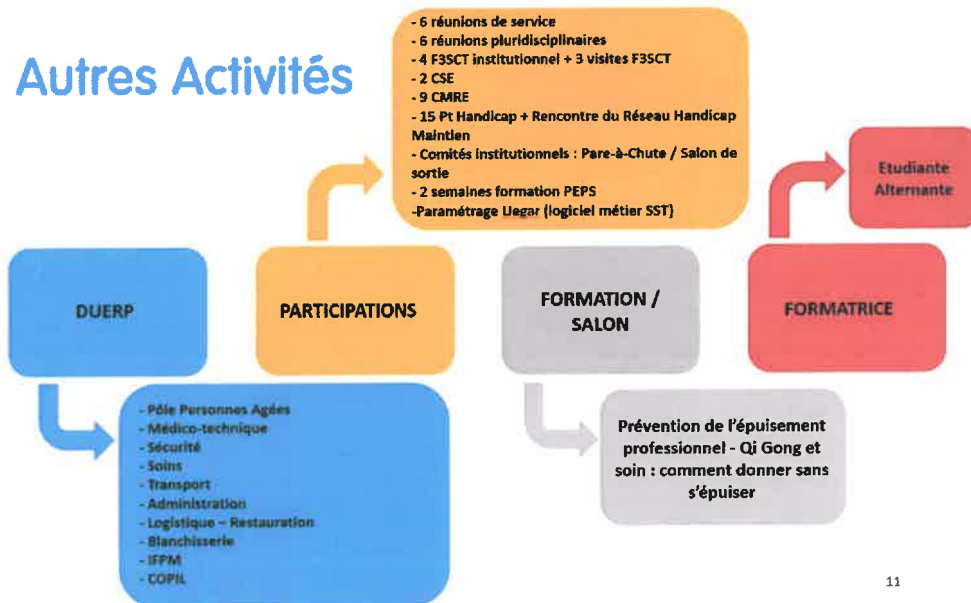 Autres Activités
- 6 réunions de service
- 6 réunions pluridisciplinaires
- 4 F3SCT institutionnel + 3 visites F3SCT
- 2 CSE
- 9 CMRE
- 15 Pt Handicap + Rencontre du Réseau Handicap
Maintien
- Comités institutionnels : Pare-à-Chute / Salon de
sortie
- 2 semaines formation PEPS
-Paramétrage Uegar (logiciel métier SST)
Etudiante
Alternante
DUERP
PARTICIPATIONS
FORMATION /
SALON
FORMATRICE
- Pôle Personnes Agées
- Médico-technique
- Sécurité
- Soins
- Transport
- Administration
- Logistique – Restauration
- Blanchisserie
- IFPM
- COPIL
Prévention de l'épuisement
professionnel - Qi Gong et
soin : comment donner sans
s'épuiser
11